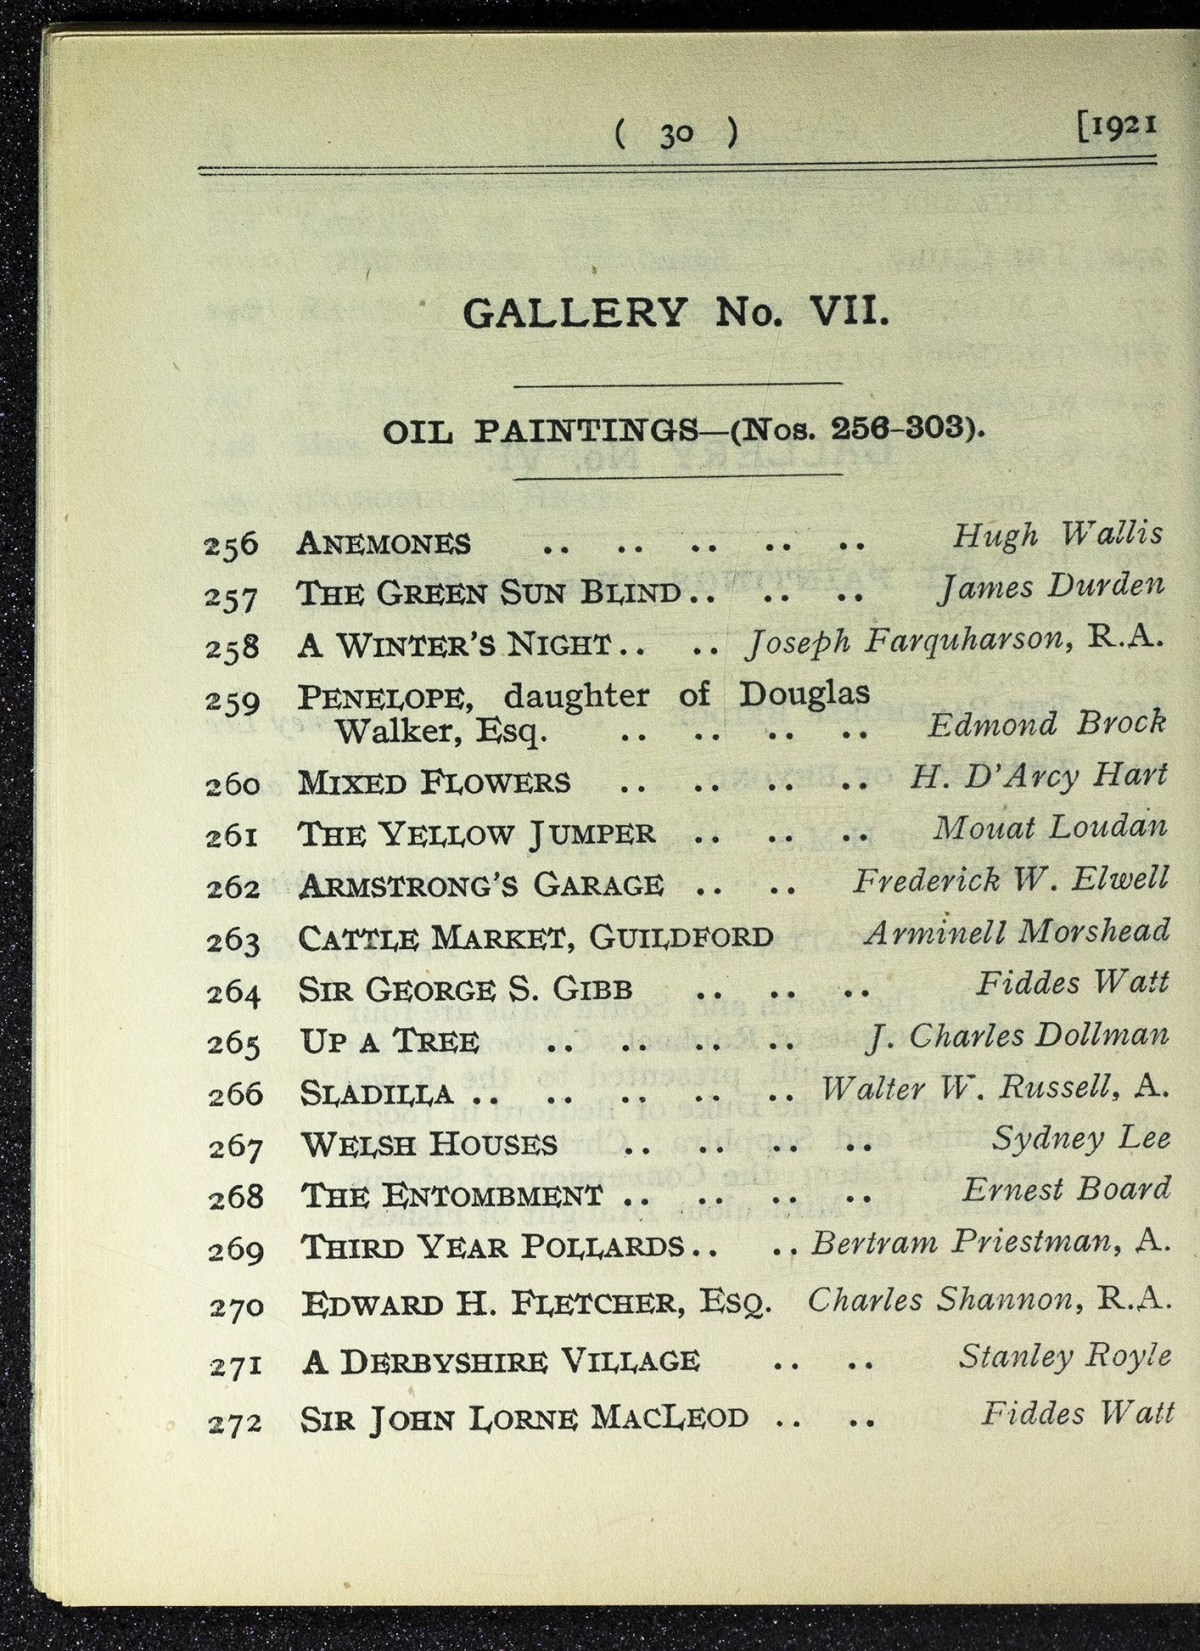 ( 30 ) [1921
GALLERY No. VII.
OIL PAINTINGS—(Nos. 256-303).
256 ANEMONES .. .. .. .. .. Hugh Wallis
257 THE GREEN SUN BLIND.. .. .. James Durden
258 A WINTER'S NIGHT.. .. Joseph Farquharson, R.A.
259 PENELOPE, daughter of Douglas
Walker, Esq. .. .. .. .. Edmond Brock
260 MIXED FLOWERS .. .. .. .. H. D'Arcy Hart
261 THE YELLOW JUMPER .. .. .. Mouat Loudan
262 ARMSTRONG'S GARAGE .. .. Frederick W. Elwell
263 CATTLE MARKET, GUILDFORD Arminell Morshead
264 SIR GEORGE S. GIBB .. .. .. Fiddes Watt
265 UP A TREE .. .. .. .. J. Charles Dollman
266 SLADILLA .. .. .. .. .. Walter W. Russell, A.
267 WELSH HOUSES .. .. .. .. Sydney Lee
268 THE ENTOMBMENT .. .. .. .. Ernest Board
269 THIRD YEAR POLLARDS.. .. Bertram Priestman, A.
270 EDWARD H. FLETCHER, ESQ. Charles Shannon, R.A.
271 A DERBYSHIRE VILLAGE .. .. Stanley Royle
272 SIR JOHN LORNE MACLEOD .. .. Fiddes Watt